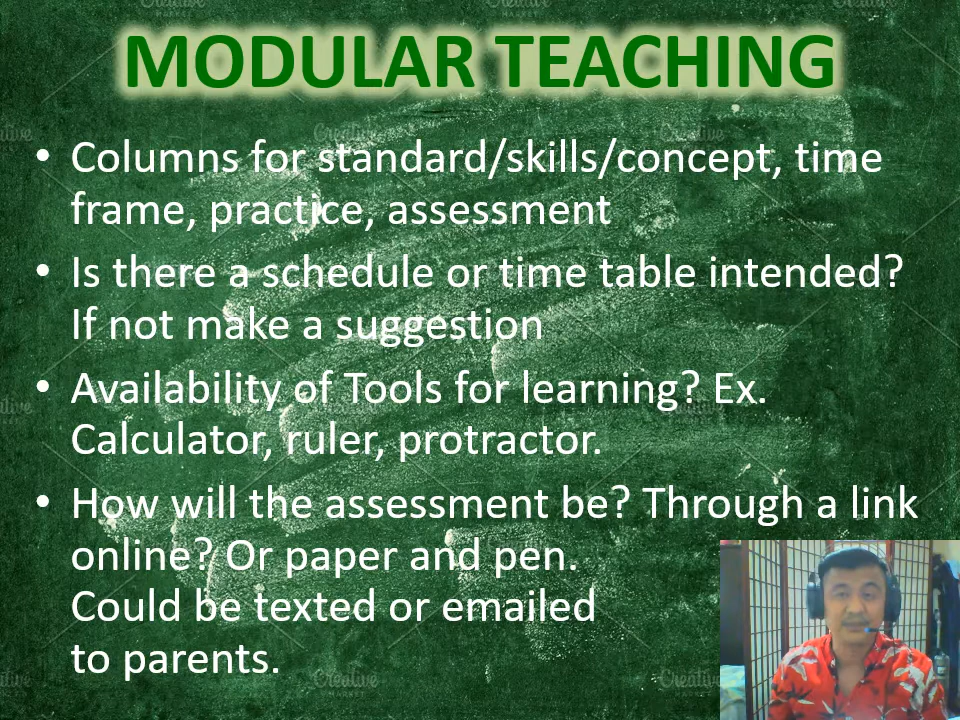 MODULAR TEACHING
• Columns for standard/skills/concept, time
frame, practice, assessment
• Is there a schedule or time table intended?
If not make a suggestion
• Availability of Tools for learning? Ex.
Calculator, ruler, protractor.
• How will the assessment be? Through a link
online? Or paper and pen.
Could be texted or emailed
to parents.
Creative
MARKET